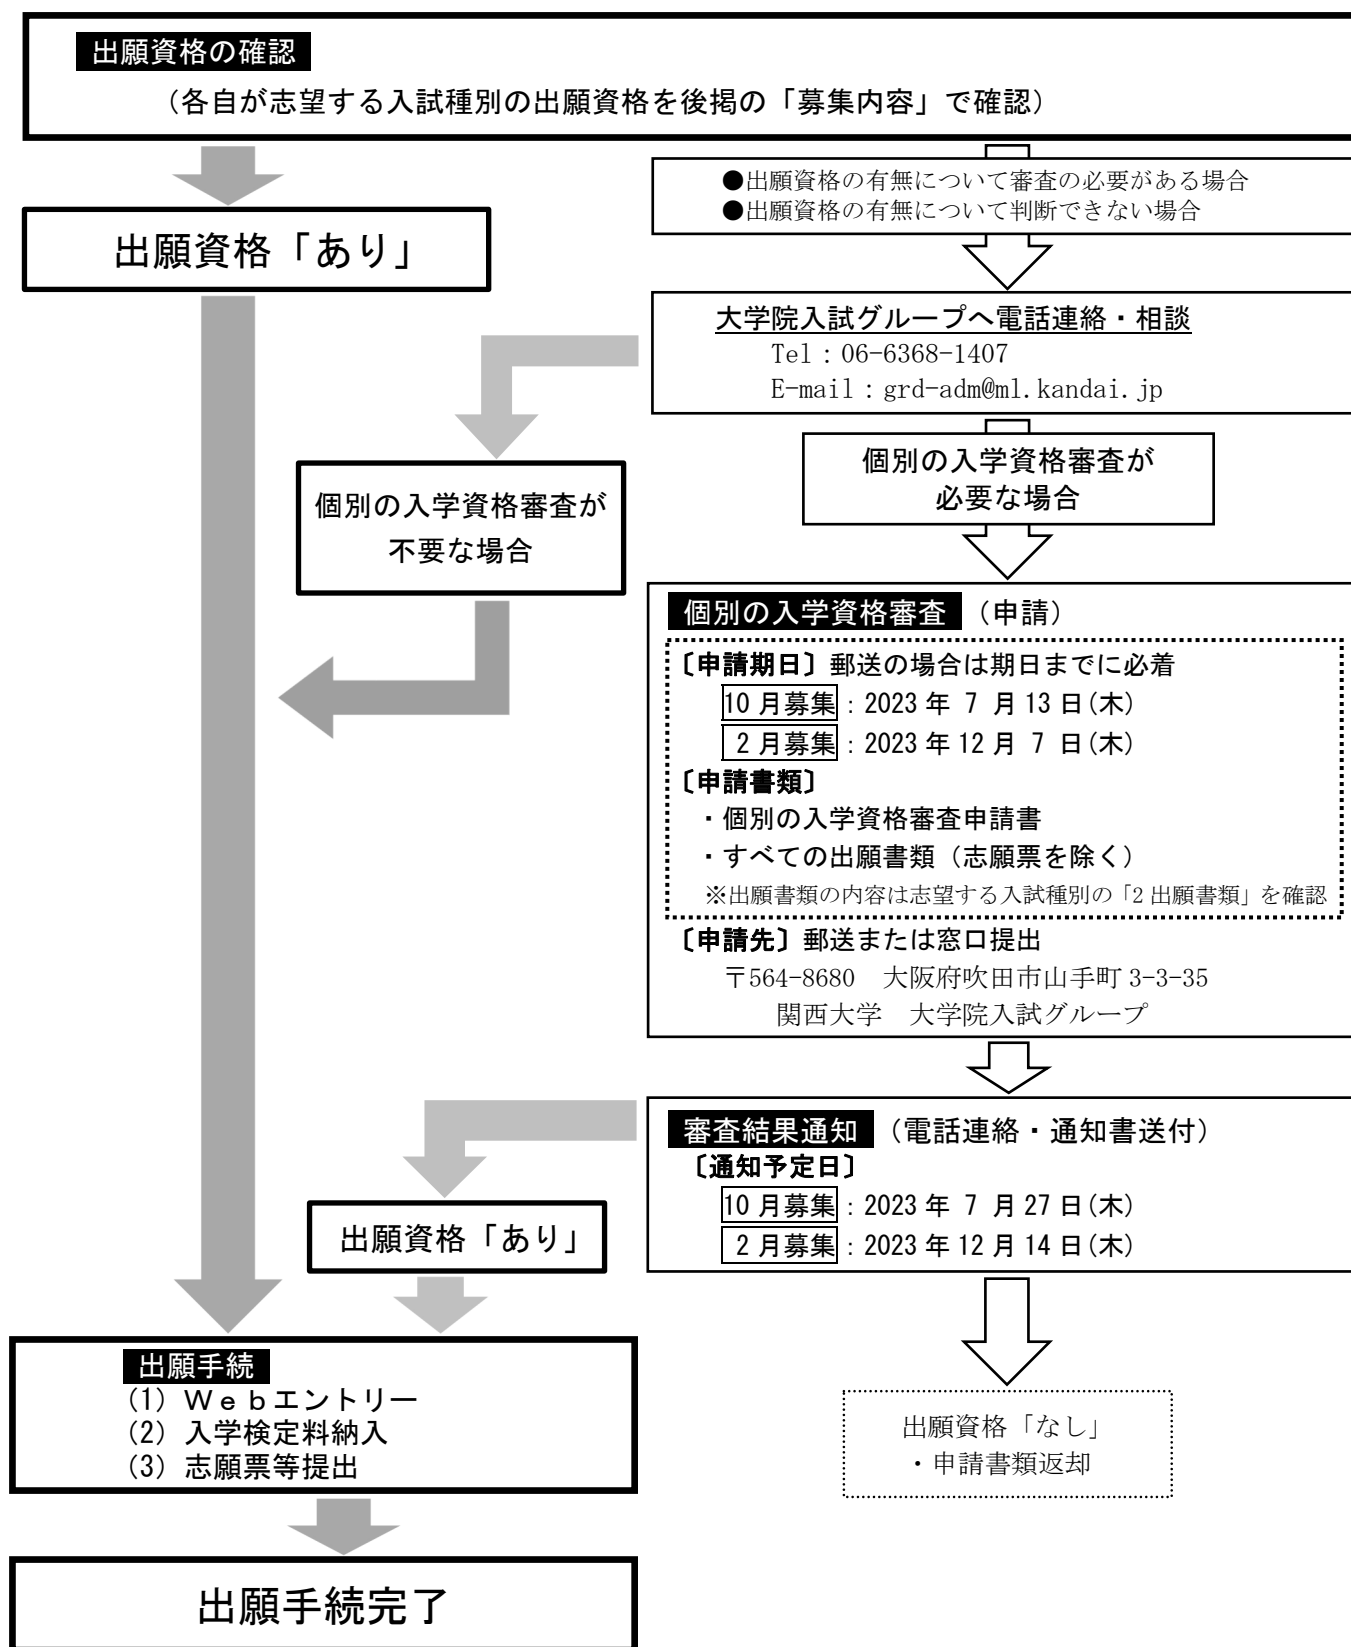 出願資格の確認
（各自が志望する入試種別の出願資格を後掲の「募集内容」で確認）
●出願資格の有無について審査の必要がある場合
●出願資格の有無について判断できない場合
出願資格「あり」
大学院入試グループへ電話連絡・相談
Tel：06-6368-1407
E-mail：grd-adm@ml.kandai.jp
個別の入学資格審査が
必要な場合
個別の入学資格審査が
不要な場合
個別の入学資格審査 （申請）
〔申請期日〕郵送の場合は期日までに必着
10月募集：2023年 7 月13日(木)
2月募集：2023年12月 7 日(木)
〔申請書類〕
・個別の入学資格審査申請書
・すべての出願書類（志願票を除く）
※出願書類の内容は志望する入試種別の「2 出願書類」を確認
〔申請先〕郵送または窓口提出
〒564-8680 大阪府吹田市山手町3-3-35
関西大学 大学院入試グループ
審査結果通知 （電話連絡・通知書送付）
〔通知予定日〕
10月募集：2023年 7 月27日(木)
2月募集：2023年12月14日(木)
出願資格「あり」
出願手続
(1) Ｗｅｂエントリー
(2) 入学検定料納入
(3) 志願票等提出
出願資格「なし」
・申請書類返却
出願手続完了